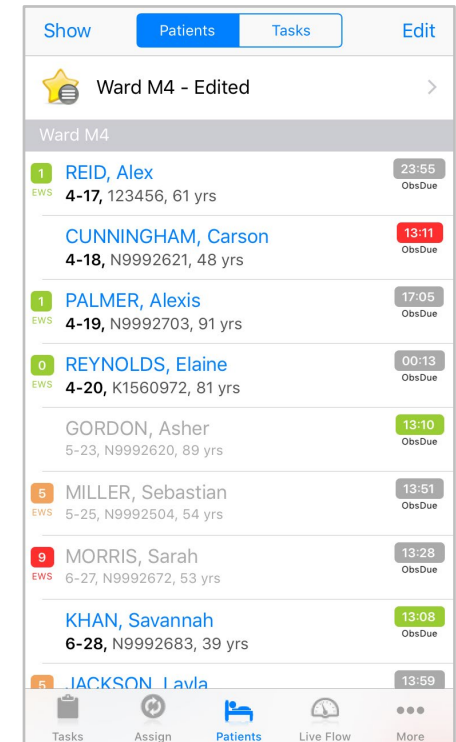 Show Patients Tasks Edit
Ward M4 - Edited
Ward M4
1 REID, Alex 23:55
EWS 4-17, 123456, 61 yrs ObsDue
CUNNINGHAM, Carson 13:11
4-18, N9992621, 48 yrs ObsDue
1 PALMER, Alexis 17:05
EWS 4-19, N9992703, 91 yrs ObsDue
0 REYNOLDS, Elaine 00:13
EWS 4-20, K1560972, 81 yrs ObsDue
GORDON, Asher 13:10
5-23, N9992620, 89 yrs ObsDue
5 MILLER, Sebastian 13:51
EWS 5-25, N9992504, 54 yrs ObsDue
9 MORRIS, Sarah 13:28
EWS 6-27, N9992672, 53 yrs ObsDue
KHAN, Savannah 13:08
6-28, N9992683, 39 yrs ObsDue
5 JACKSON, Layla 13:59
Tasks Assign Patients Live Flow More